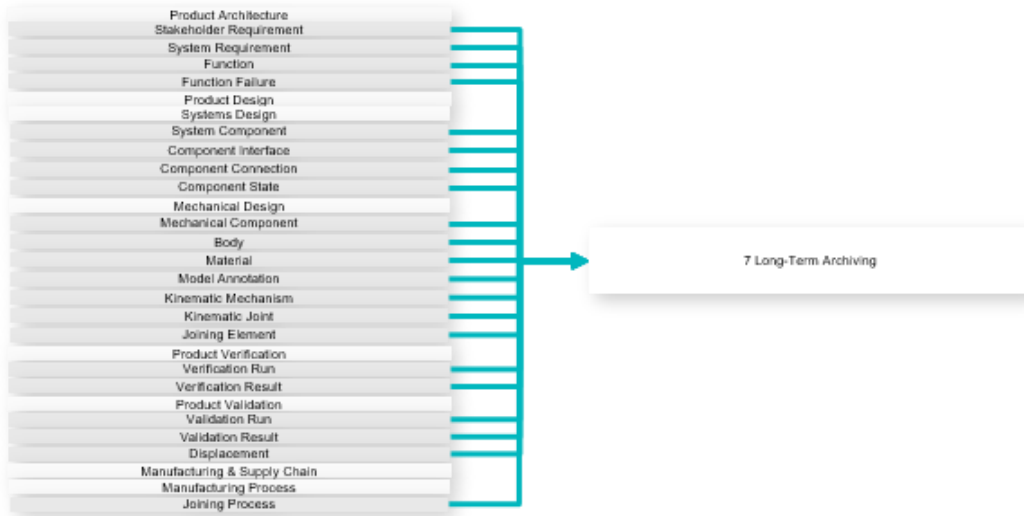 Product Architecture
Stakeholder Requirement
System Requirement
Function
Function Failure
Product Design
Systems Design
System Component
Component Interface
Component Connection
Component State
Mechanical Design
Mechanical Component
Body
Material
Model Annotation
Kinematic Mechanism
Kinematic Joint
Joining Element
Product Verification
Verification Run
Verification Result
Product Validation
Validation Run
Validation Result
Displacement
Manufacturing & Supply Chain
Manufacturing Process
Joining Process
7 Long-Term Archiving